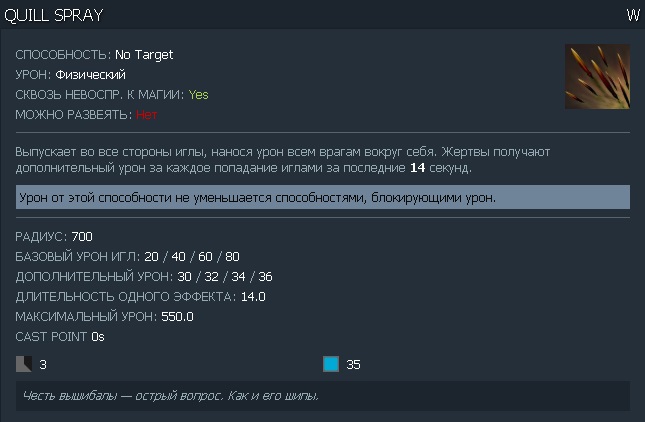 QUILL SPRAY W
СПОСОБНОСТЬ: No Target
УРОН: Физический
СКВОЗЬ НЕВОСПР. К МАГИИ: Yes
МОЖНО РАЗВЕЯТЬ: Нет
Выпускает во все стороны иглы, нанося урон всем врагам вокруг себя. Жертвы получают
дополнительный урон за каждое попадание иглами за последние 14 секунд.
Урон от этой способности не уменьшается способностями, блокирующими урон.
РАДИУС: 700
БАЗОВЫЙ УРОН ИГЛ: 20 / 40 / 60 / 80
ДОПОЛНИТЕЛЬНЫЙ УРОН: 30 / 32 / 34 / 36
ДЛИТЕЛЬНОСТЬ ОДНОГО ЭФФЕКТА: 14.0
МАКСИМАЛЬНЫЙ УРОН: 550.0
CAST POINT 0s
3 35
Честь вышибалы — острый вопрос. Как и его шипы.